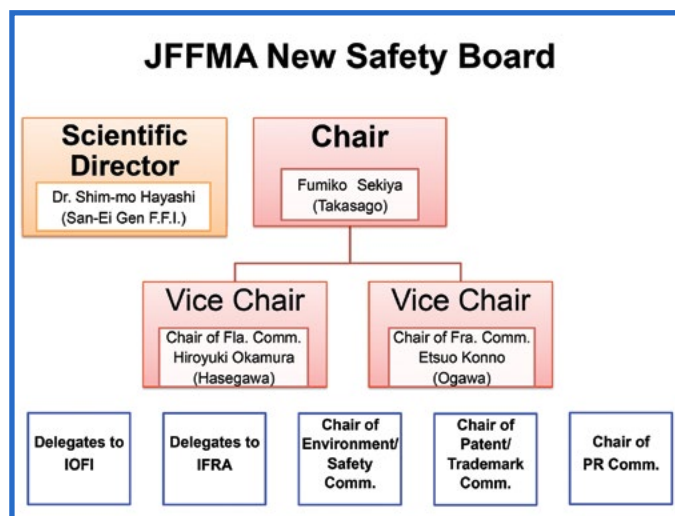 JFFMA New Safety Board
Scientific
Director
Dr. Shim-mo Hayashi
(San-Ei Gen F.F.I.)
Chair
Fumiko Sekiya
(Takasago)
Vice Chair
Chair of Fla. Comm.
Hiroyuki Okamura
(Hasegawa)
Vice Chair
Chair of Fra. Comm.
Etsuo Konno
(Ogawa)
Delegates to
IOFI
Delegates to
IFRA
Chair of
Environment/
Safety
Comm.
Chair of
Patent/
Trademark
Comm.
Chair of
PR Comm.